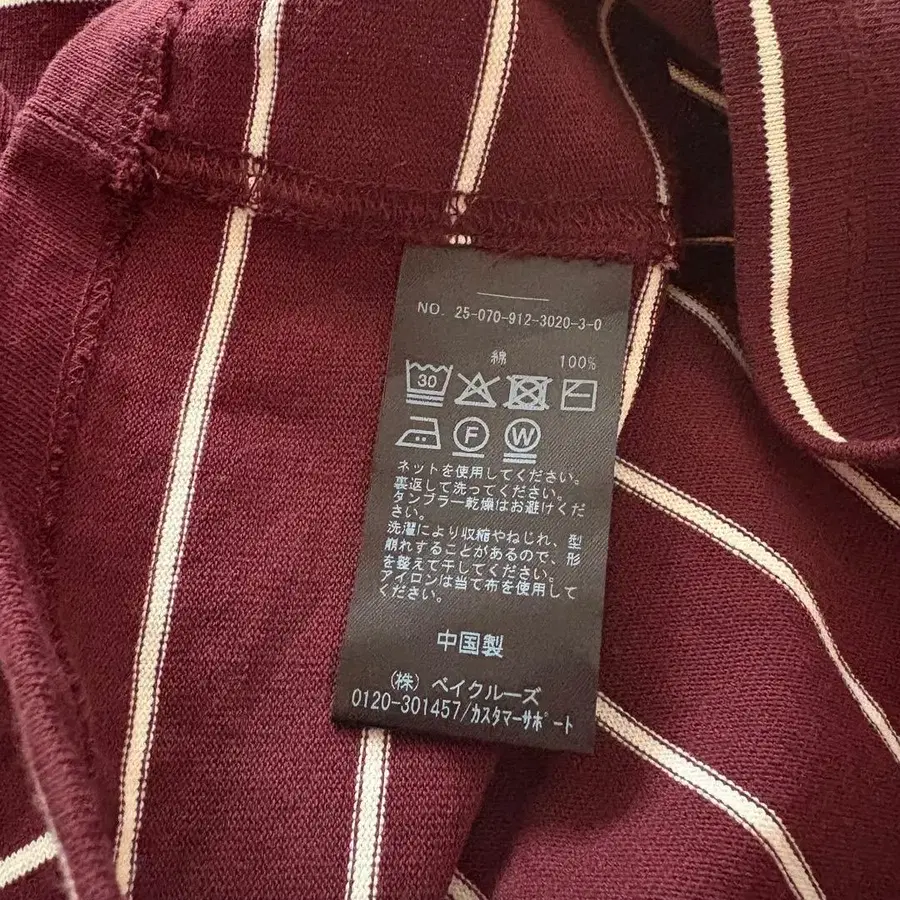 NO. 25-070-912-3020-3-0
綿 100%
30
F W
ネットを使用してください。
裏返して洗ってください。
タンブラー乾燥はお避けくだ
さい。
洗濯により収縮やねじれ、型
崩れすることがあるので、形
を整えて干してください。
アイロンは当て布を使用して
ください。
中国製
(株) ベイクルーズ
0120-301457/カスタマーサポート